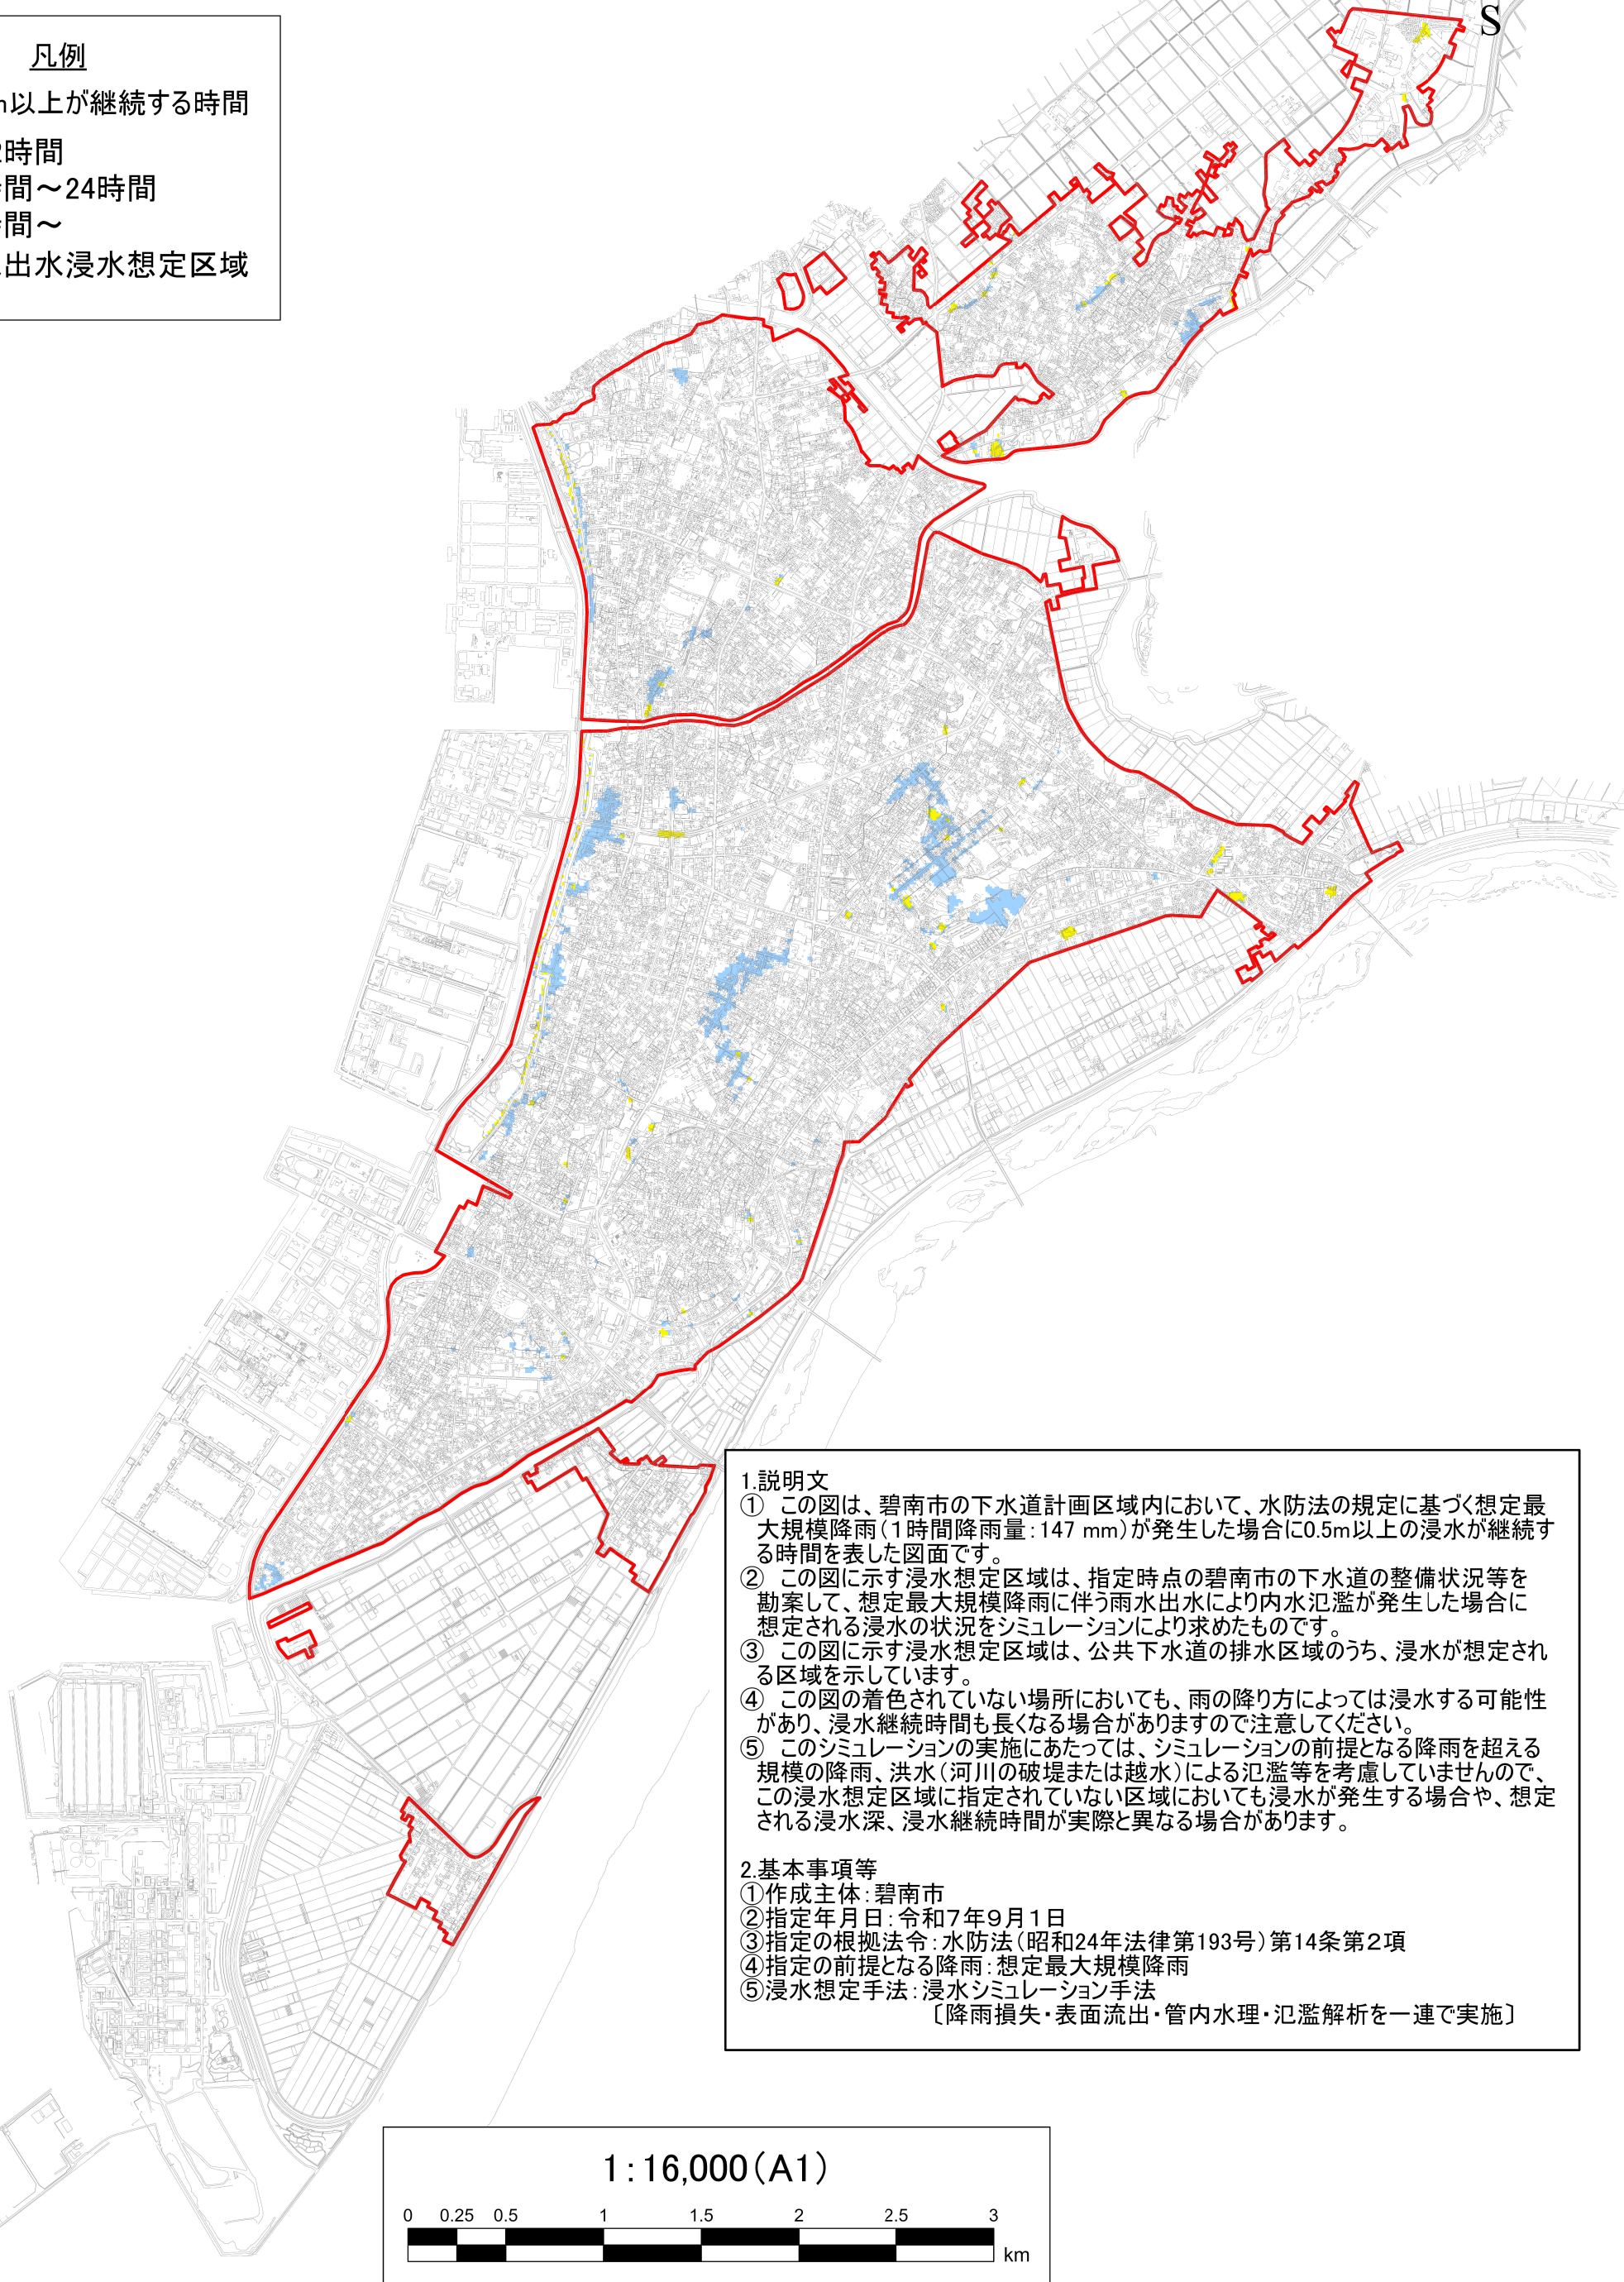 S
凡例
m以上が継続する時間
2時間
時間～24時間
時間～
出水浸水想定区域
1.説明文
① この図は、碧南市の下水道計画区域内において、水防法の規定に基づく想定最
大規模降雨（1時間降雨量：147 mm）が発生した場合に0.5m以上の浸水が継続す
る時間を表した図面です。
② この図に示す浸水想定区域は、指定時点の碧南市の下水道の整備状況等を
勘案して、想定最大規模降雨に伴う雨水出水により内水氾濫が発生した場合に
想定される浸水の状況をシミュレーションにより求めたものです。
③ この図に示す浸水想定区域は、公共下水道の排水区域のうち、浸水が想定され
る区域を示しています。
④ この図の着色されていない場所においても、雨の降り方によっては浸水する可能性
があり、浸水継続時間も長くなる場合がありますので注意してください。
⑤ このシミュレーションの実施にあたっては、シミュレーションの前提となる降雨を超える
規模の降雨、洪水（河川の破堤または越水）による氾濫等を考慮していませんので、
この浸水想定区域に指定されていない区域においても浸水が発生する場合や、想定
される浸水深、浸水継続時間が実際と異なる場合があります。
2.基本事項等
①作成主体：碧南市
②指定年月日：令和7年9月1日
③指定の根拠法令：水防法（昭和24年法律第193号）第14条第2項
④指定の前提となる降雨：想定最大規模降雨
⑤浸水想定手法：浸水シミュレーション手法
〔降雨損失・表面流出・管内水理・氾濫解析を一連で実施〕
1：16,000（A1）
0 0.25 0.5 1 1.5 2 2.5 3
km